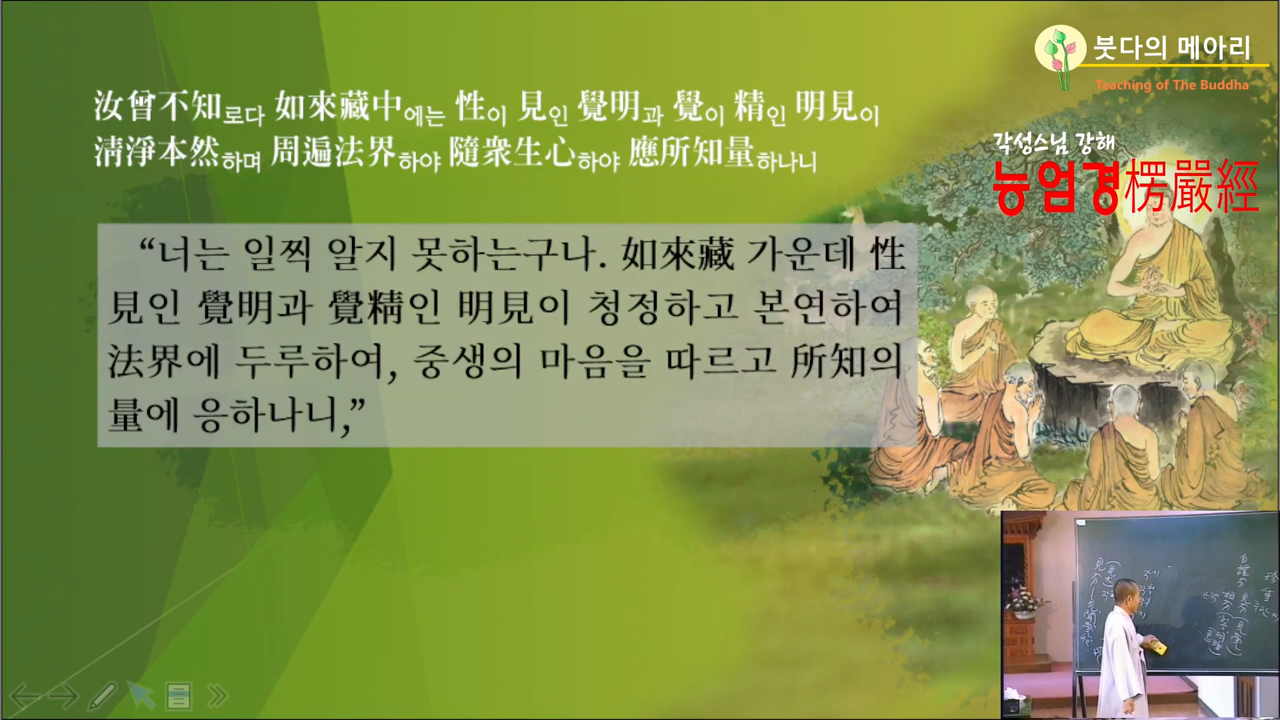 汝曾不知로다 如來藏中에는 性이 見인 覺明과 覺이 精인 明見이
淸淨本然하며 周遍法界하야 隨衆生心하야 應所知量하나니
“너는 일찍 알지 못하는구나. 如來藏 가운데 性
見인 覺明과 覺精인 明見이 청정하고 본연하여
法界에 두루하여, 중생의 마음을 따르고 所知의
量에 응하나니,”
붓다의 메아리
Teaching of The Buddha
각성스님 강해
능엄경楞嚴經